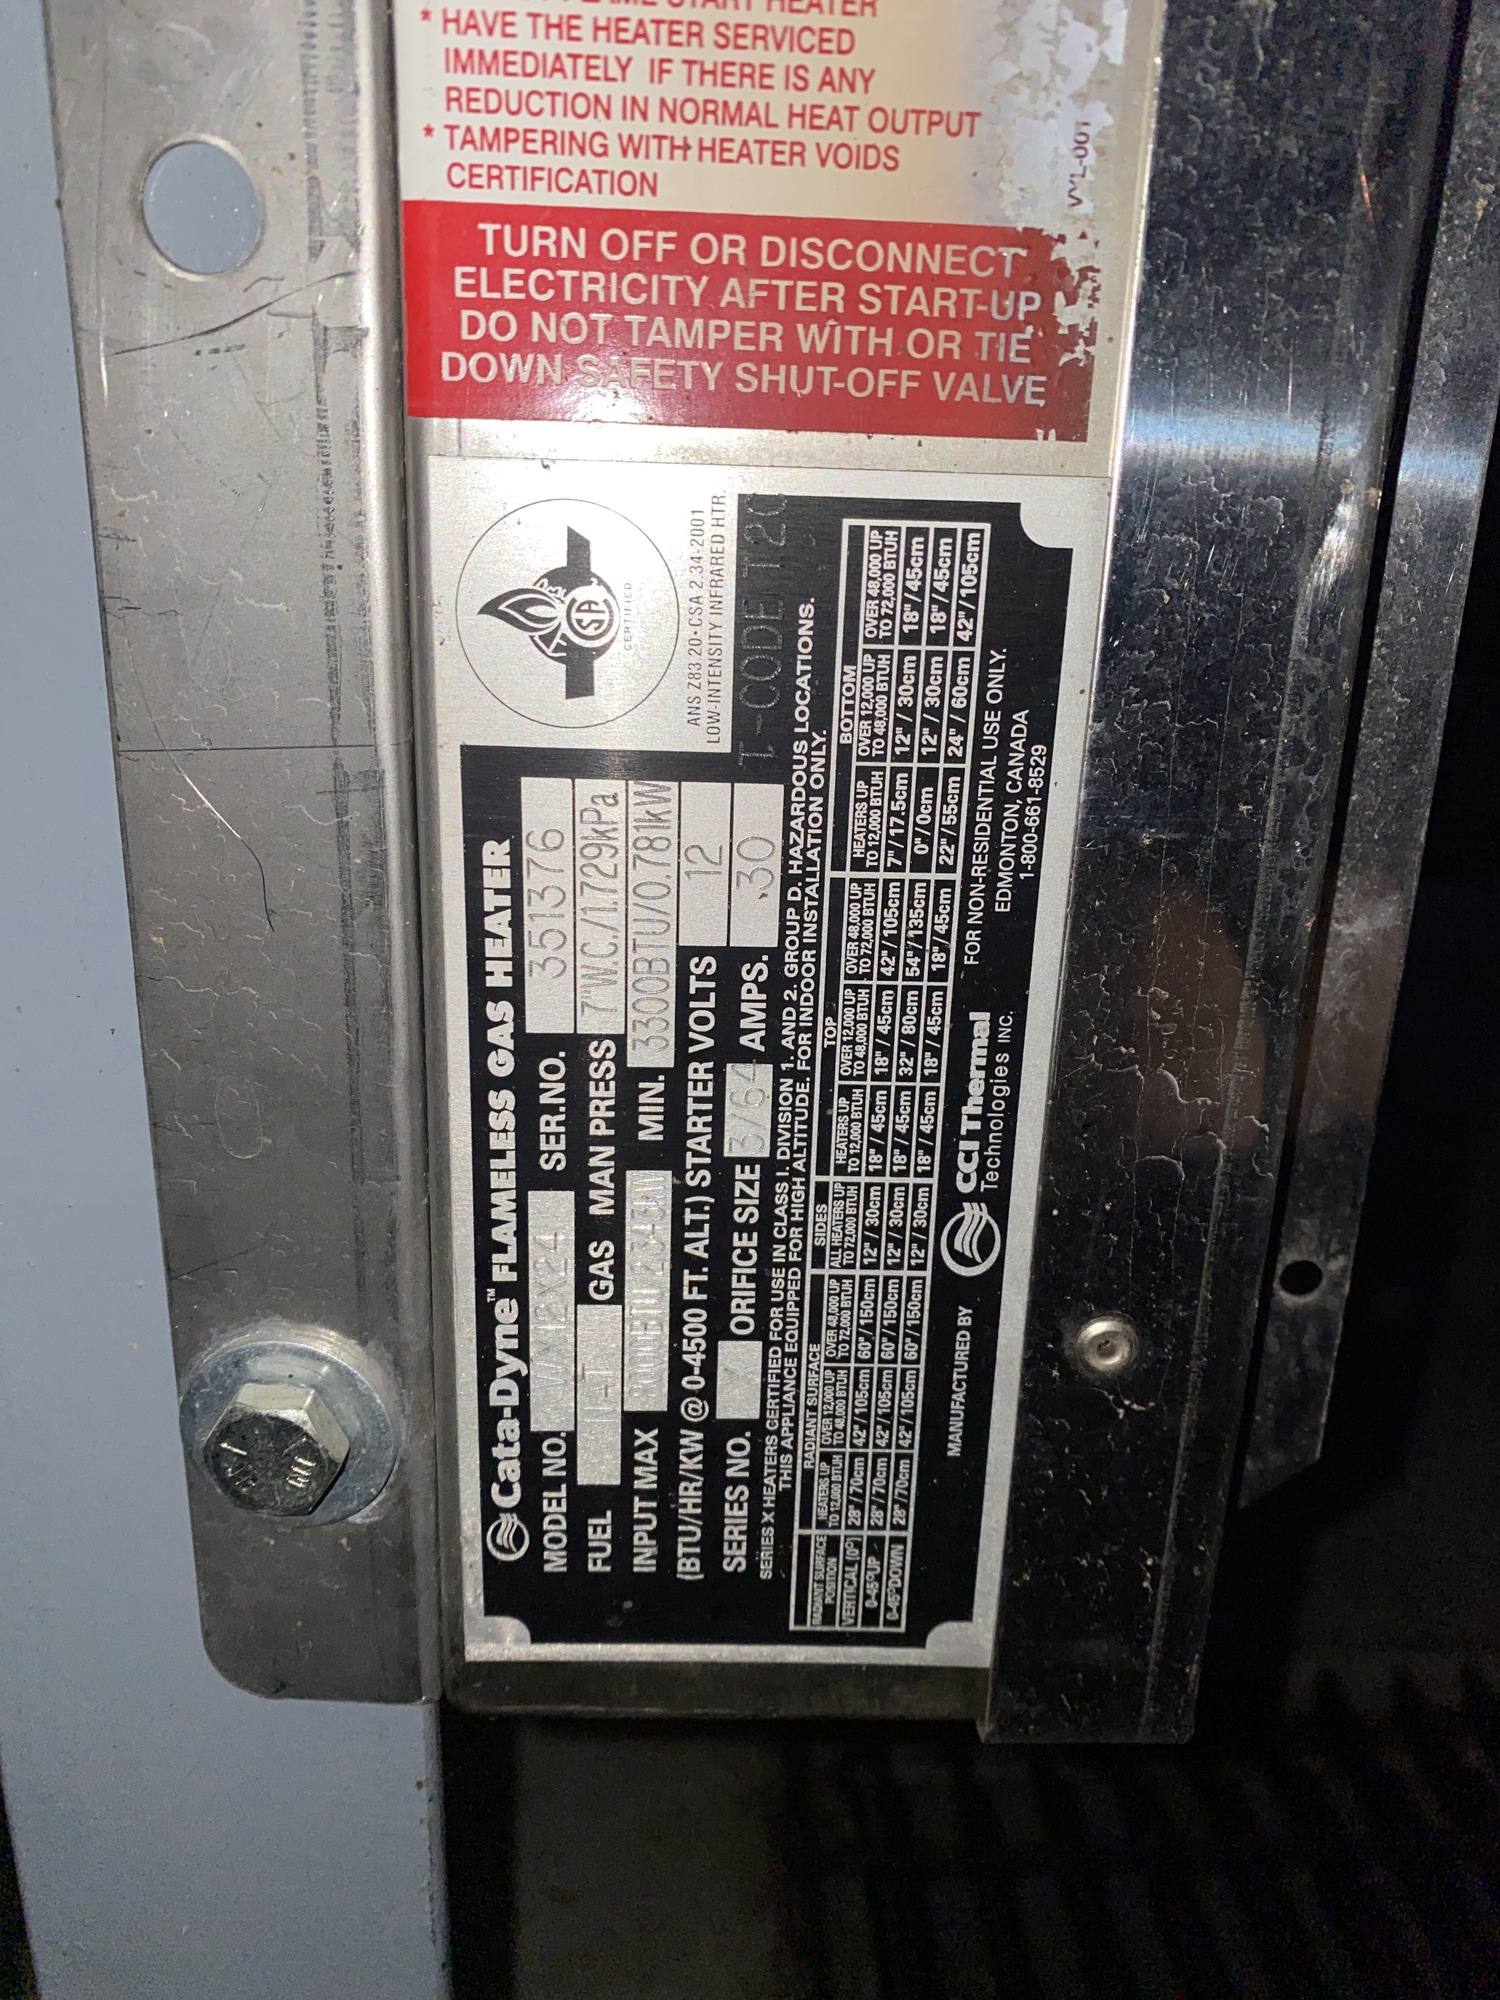 FLAME START HEATER
* HAVE THE HEATER SERVICED
IMMEDIATELY IF THERE IS ANY
REDUCTION IN NORMAL HEAT OUTPUT
* TAMPERING WITH HEATER VOIDS
CERTIFICATION
TURN OFF OR DISCONNECT
ELECTRICITY AFTER START-UP
DO NOT TAMPER WITH OR TIE
DOWN SAFETY SHUT-OFF VALVE
Cata-Dyne™ FLAMELESS GAS HEATER
MODEL NO. 12X24 SER.NO. 351376
FUEL GAS MAN PRESS 7"W.C./1.729kPa
INPUT MAX MIN. 3300BTU/0.781kW
(BTU/HR/KW @ 0-4500 FT. ALT.) STARTER VOLTS 12
SERIES NO. X ORIFICE SIZE 3/64 AMPS. .30
CSA
CERTIFIED
ANS Z83.20•CSA 2.34-2001
LOW-INTENSITY INFRARED HTR.
T-CODE:T2C
SERIES X HEATERS CERTIFIED FOR USE IN CLASS I. DIVISION 1. AND 2. GROUP D. HAZARDOUS LOCATIONS.
THIS APPLIANCE EQUIPPED FOR HIGH ALTITUDE. FOR INDOOR INSTALLATION ONLY.
RADIANT SURFACE SIDES TOP BOTTOM
RADIANT SURFACE POSITION HEATERS UP TO 12,000 BTUH OVER 12,000 UP TO 48,000 BTUH OVER 48,000 UP TO 72,000 BTUH ALL HEATERS UP TO 72,000 BTUH HEATERS UP TO 12,000 BTUH OVER 12,000 UP TO 48,000 BTUH OVER 48,000 UP TO 72,000 BTUH HEATERS UP TO 12,000 BTUH OVER 12,000 UP TO 48,000 BTUH OVER 48,000 UP TO 72,000 BTUH
VERTICAL (0º) 28" / 70cm 42" / 105cm 60" / 150cm 12" / 30cm 18" / 45cm 18" / 45cm 42" / 105cm 7" / 17.5cm 12" / 30cm 18" / 45cm
0-45ºUP 28" / 70cm 42" / 105cm 60" / 150cm 12" / 30cm 18" / 45cm 32" / 80cm 54" / 135cm 0" / 0cm 12" / 30cm 18" / 45cm
0-45ºDOWN 28" / 70cm 42" / 105cm 60" / 150cm 12" / 30cm 18" / 45cm 18" / 45cm 18" / 45cm 22" / 55cm 24" / 60cm 42" / 105cm
MANUFACTURED BY CCI Thermal Technologies INC. FOR NON-RESIDENTIAL USE ONLY.
EDMONTON, CANADA
1-800-661-8529